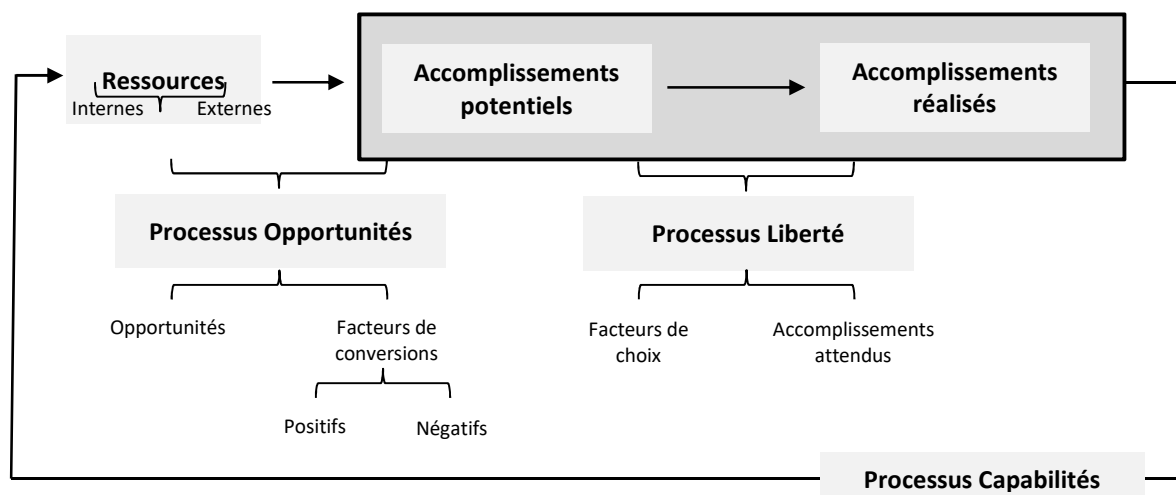 Ressources
Internes Externes
Accomplissements
potentiels
Accomplissements
réalisés
Processus Opportunités
Processus Liberté
Opportunités
Facteurs de
conversions
Facteurs de
choix
Accomplissements
attendus
Positifs
Négatifs
Processus Capabilités